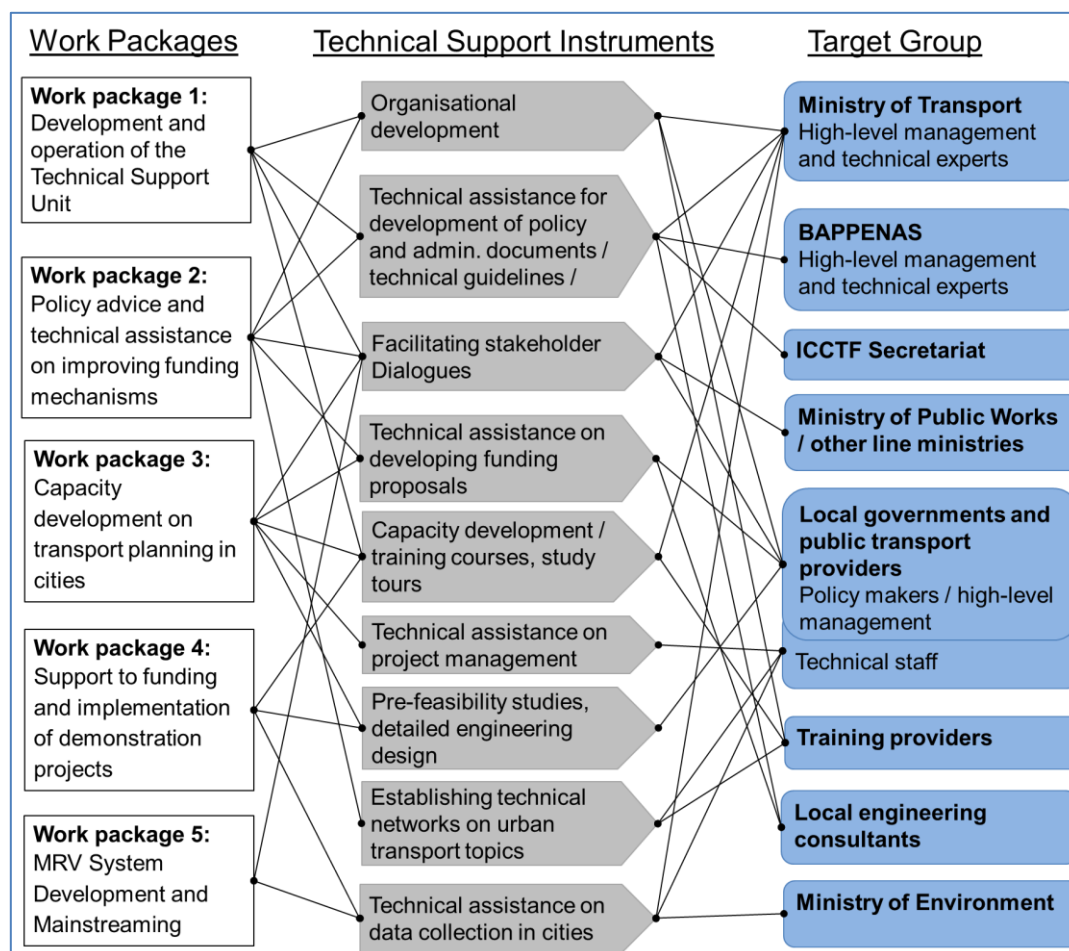 Work Packages
Technical Support Instruments
Target Group
Work package 1:
Development and
operation of the
Technical Support
Unit
Work package 2:
Policy advice and
technical assistance
on improving funding
mechanisms
Work package 3:
Capacity
development on
transport planning in
cities
Work package 4:
Support to funding
and implementation
of demonstration
projects
Work package 5:
MRV System
Development and
Mainstreaming
Organisational
development
Technical assistance for
development of policy
and admin. documents /
technical guidelines /
Facilitating stakeholder
Dialogues
Technical assistance on
developing funding
proposals
Capacity development /
training courses, study
tours
Technical assistance on
project management
Pre-feasibility studies,
detailed engineering
design
Establishing technical
networks on urban
transport topics
Technical assistance on
data collection in cities
Ministry of Transport
High-level management
and technical experts
BAPPENAS
High-level management
and technical experts
ICCTF Secretariat
Ministry of Public Works
/ other line ministries
Local governments and
public transport
providers
Policy makers / high-level
management
Technical staff
Training providers
Local engineering
consultants
Ministry of Environment